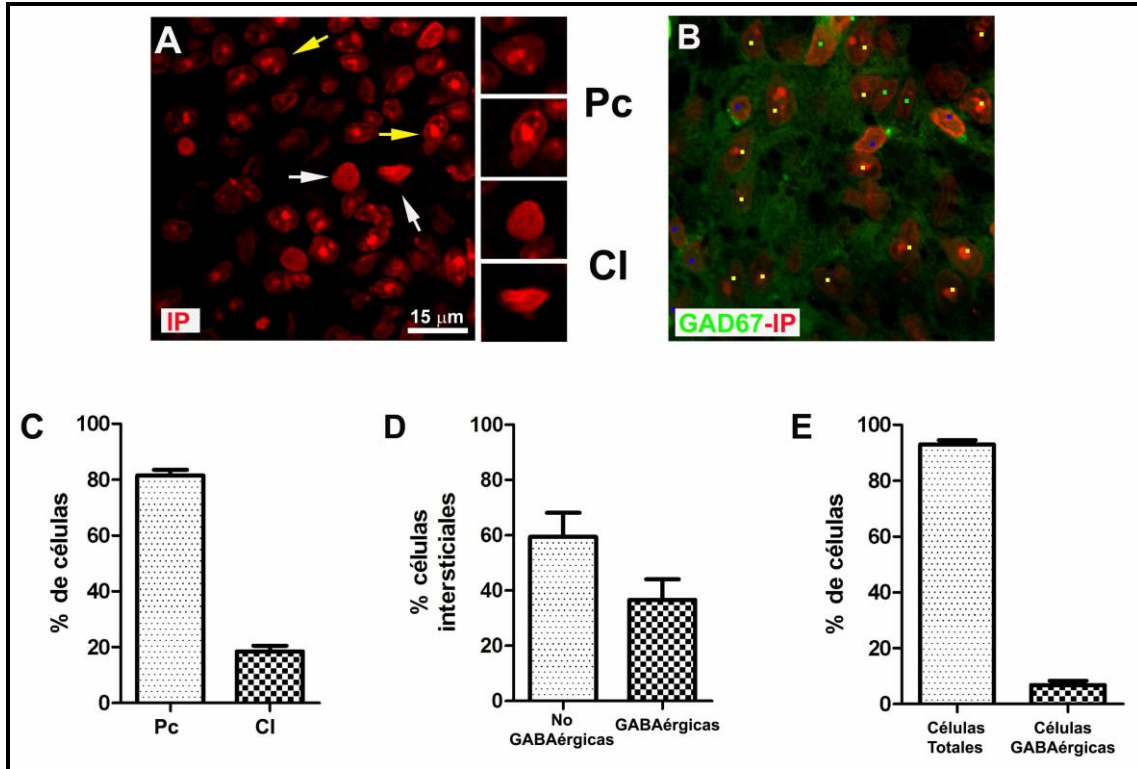 A
IP
15 μm
Pc
Cl
B
GAD67-IP
C
% de células
100
80
60
40
20
0
Pc
CI
D
% células
intersticiales
100
80
60
40
20
0
No
GABAérgicas
GABAérgicas
E
% de células
100
80
60
40
20
0
Células
Totales
Células
GABAérgicas